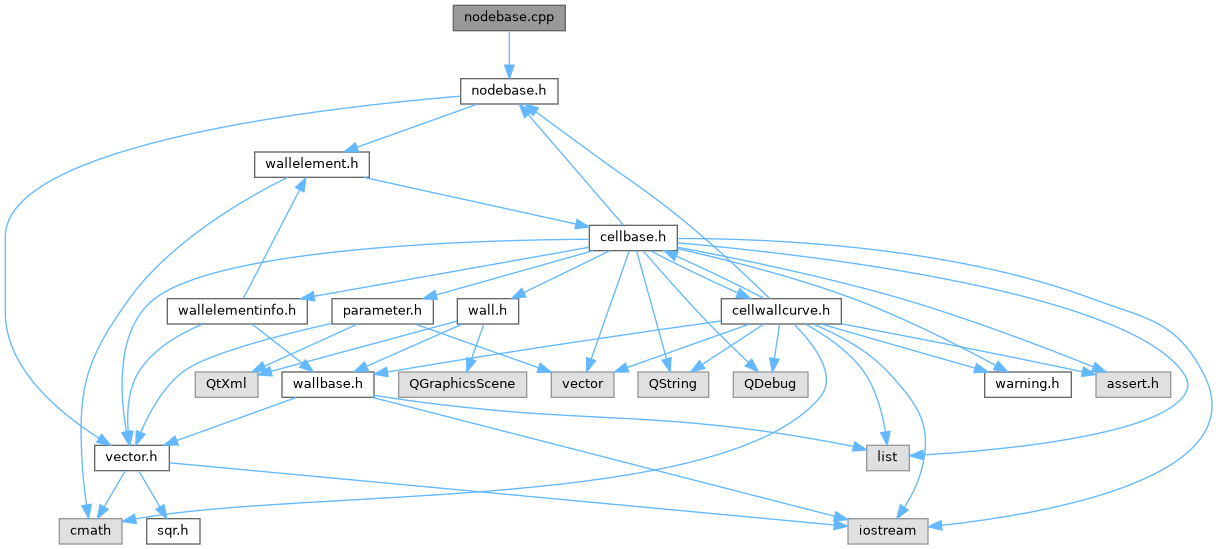 nodebase.cpp
nodebase.h
wallelement.h
cellbase.h
wallelementinfo.h
parameter.h
wall.h
cellwallcurve.h
QtXml
wallbase.h
QGraphicsScene
vector
QString
QDebug
warning.h
assert.h
vector.h
list
cmath
sqr.h
iostream